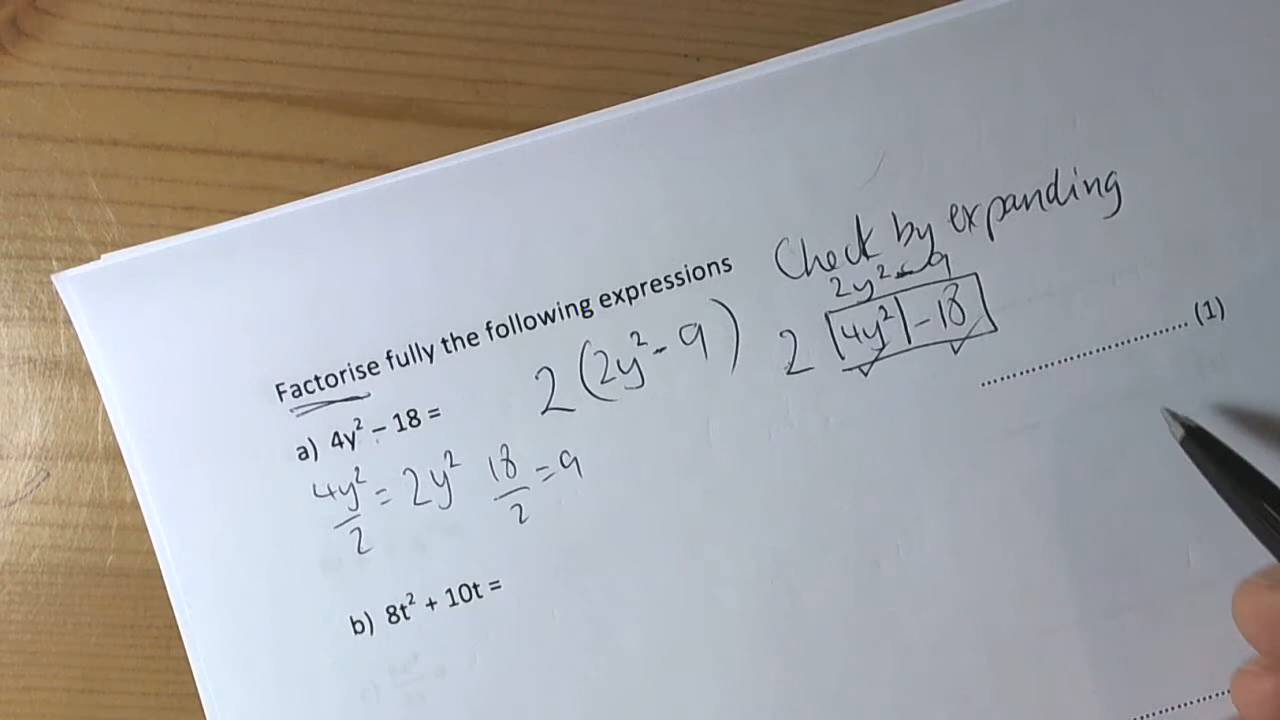 Check by expanding
Factorise fully the following expressions
2y² - 9
2 (2y² - 9)
2 4y² - 18
(1)
a) 4y² – 18 =
4y²/2 = 2y² 18/2 = 9
b) 8t² + 10t =